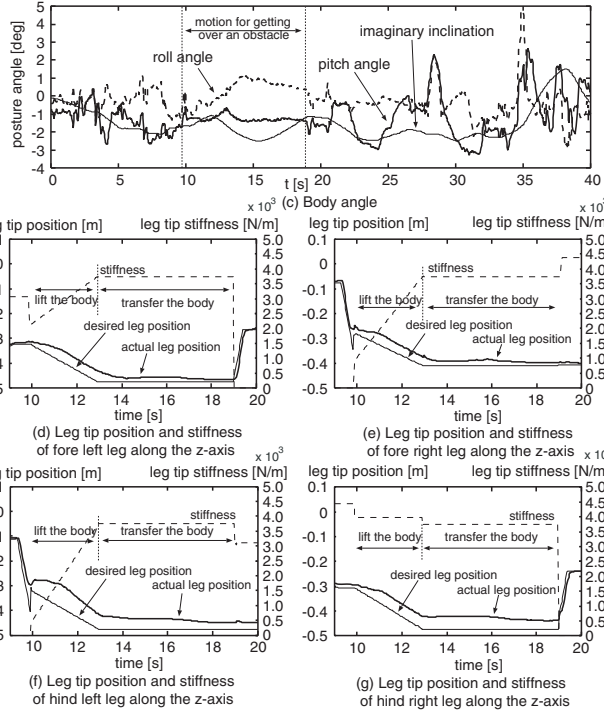 5
4
3
2
1
0
-1
-2
-3
-4
posture angle [deg]
motion for getting
over an obstacle
imaginary inclination
roll angle
pitch angle
0 5 10 15 20 25 30 35 40
t [s]
(c) Body angle
x 10³
leg tip stiffness [N/m]
leg tip position [m]
leg tip stiffness [N/m]
0.1
0
-0.1
-0.2
-0.3
-0.4
-0.5
5.0
4.5
4.0
3.5
3.0
2.5
2.0
1.5
1.0
0.5
0
stiffness
lift the body
transfer the body
desired leg position
actual leg position
10 12 14 16 18 20
time [s]
(d) Leg tip position and stiffness
of fore left leg along the z-axis
5.0
4.5
4.0
3.5
3.0
2.5
2.0
1.5
1.0
0.5
0
stiffness
lift the body
transfer the body
desired leg position
actual leg position
10 12 14 16 18 20
time [s]
(e) Leg tip position and stiffness
of fore right leg along the z-axis
x 10³
leg tip stiffness [N/m]
leg tip position [m]
leg tip stiffness [N/m]
5.0
4.5
4.0
3.5
3.0
2.5
2.0
1.5
1.0
0.5
0
stiffness
lift the body
transfer the body
desired leg position
actual leg position
10 12 14 16 18 20
time [s]
(f) Leg tip position and stiffness
of hind left leg along the z-axis
0.1
0
-0.1
-0.2
-0.3
-0.4
-0.5
5.0
4.5
4.0
3.5
3.0
2.5
2.0
1.5
1.0
0.5
0
stiffness
lift the body
transfer the body
desired leg position
actual leg position
10 12 14 16 18 20
time [s]
(g) Leg tip position and stiffness
of hind right leg along the z-axis